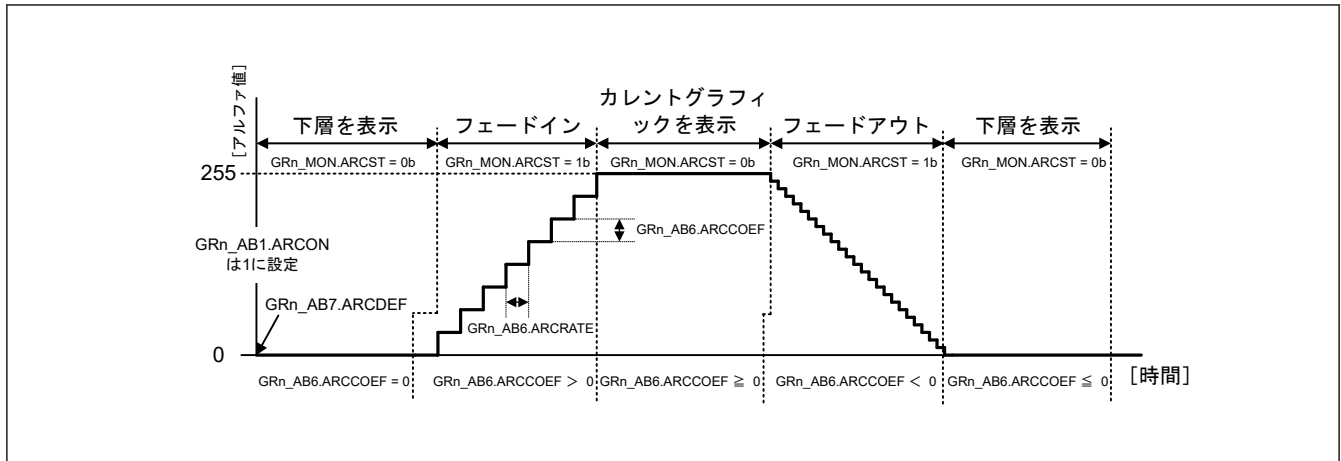 [アルファ値]
カレントグラフィ
下層を表示 フェードイン ックを表示 フェードアウト 下層を表示
GRn_MON.ARCST = 0b GRn_MON.ARCST = 1b GRn_MON.ARCST = 0b GRn_MON.ARCST = 1b GRn_MON.ARCST = 0b
255
GRn_AB6.ARCCOEF
GRn_AB1.ARCON
は1に設定
GRn_AB7.ARCDEF
GRn_AB6.ARCRATE
0
GRn_AB6.ARCCOEF = 0 GRn_AB6.ARCCOEF > 0 GRn_AB6.ARCCOEF ≧ 0 GRn_AB6.ARCCOEF < 0 GRn_AB6.ARCCOEF ≦ 0 [時間]